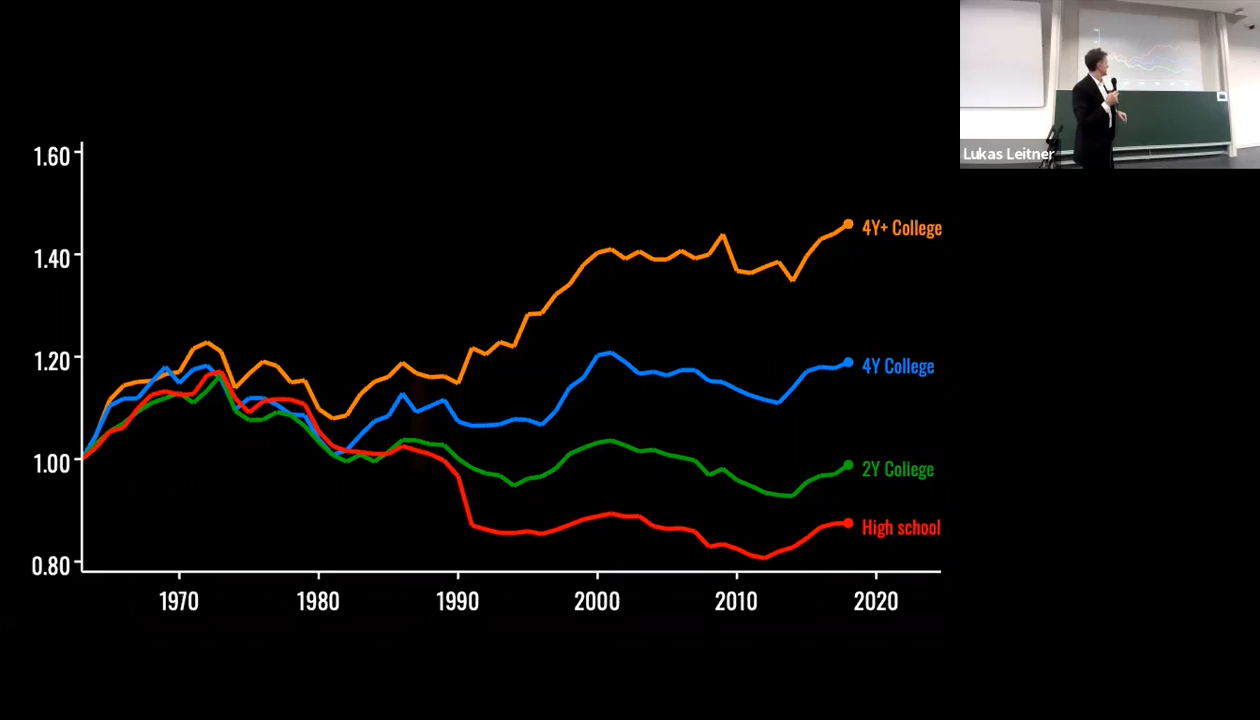 Lukas Leitner
1.60
1.40
1.20
1.00
0.80
4Y+ College
4Y College
2Y College
High school
1970
1980
1990
2000
2010
2020